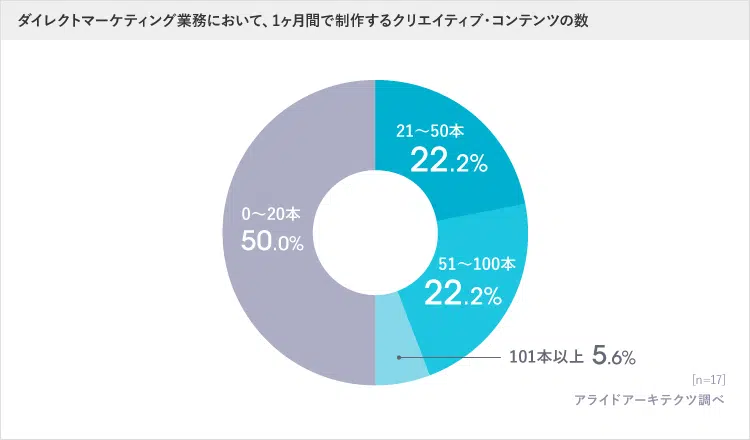 ダイレクトマーケティング業務において、1ヶ月間で制作するクリエイティブ・コンテンツの数
21〜50本
22.2%
0〜20本
50.0%
51〜100本
22.2%
101本以上 5.6%
[n=17]
アライドアーキテクツ調べ